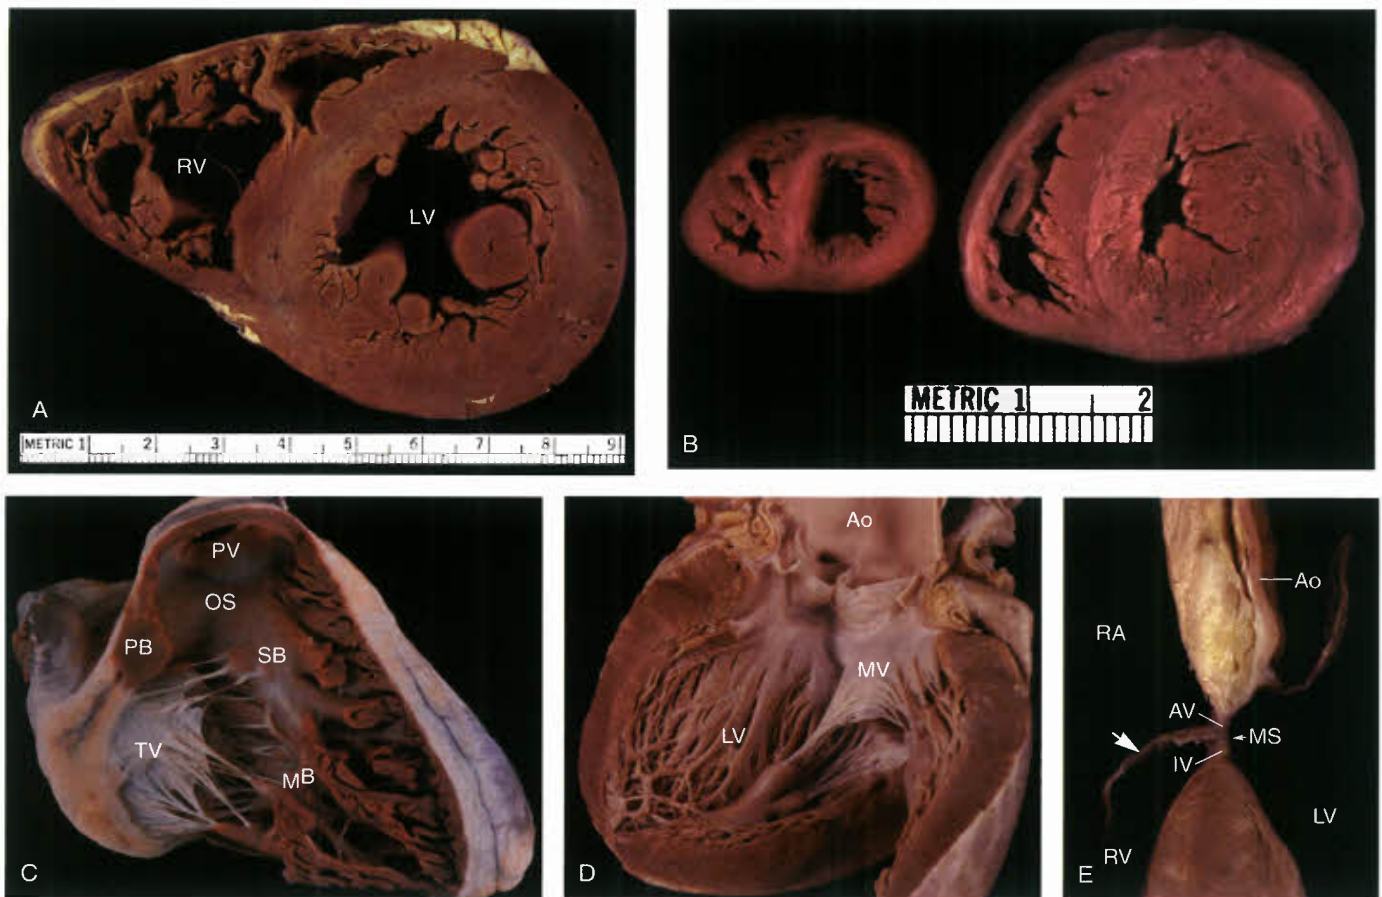 RV
LV
A
METRIC 1 2 3 4 5 6 7 8 9
B
METRIC 1 2
PV
OS
PB
SB
TV
MB
C
Ao
MV
LV
D
Ao
RA
AV
MS
IV
LV
RV
E